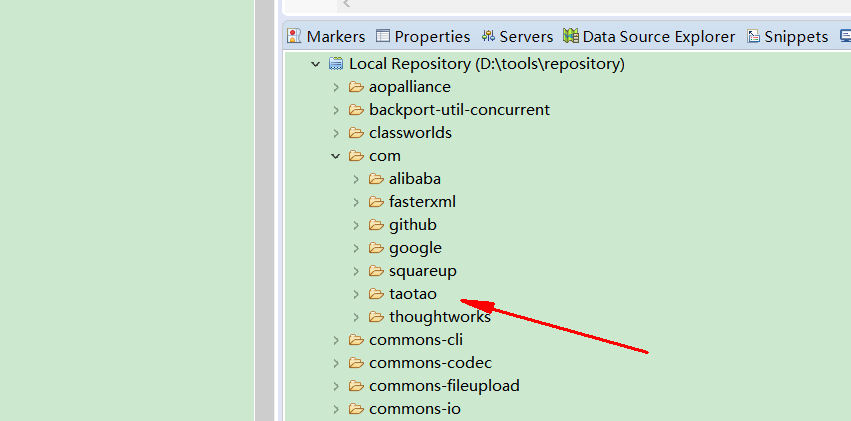 Markers Properties Servers Data Source Explorer Snippets
Local Repository (D:\tools\repository)
aopalliance
backport-util-concurrent
classworlds
com
alibaba
fasterxml
github
google
squareup
taotao
thoughtworks
commons-cli
commons-codec
commons-fileupload
commons-io